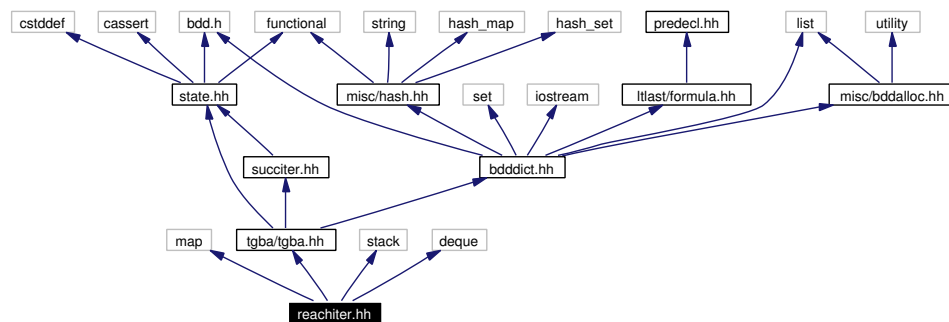 cstddef
cassert
bdd.h
functional
string
hash_map
hash_set
predecl.hh
list
utility
state.hh
misc/hash.hh
set
iostream
ltlast/formula.hh
misc/bddalloc.hh
succiter.hh
bdddict.hh
map
tgba/tgba.hh
stack
deque
reachiter.hh